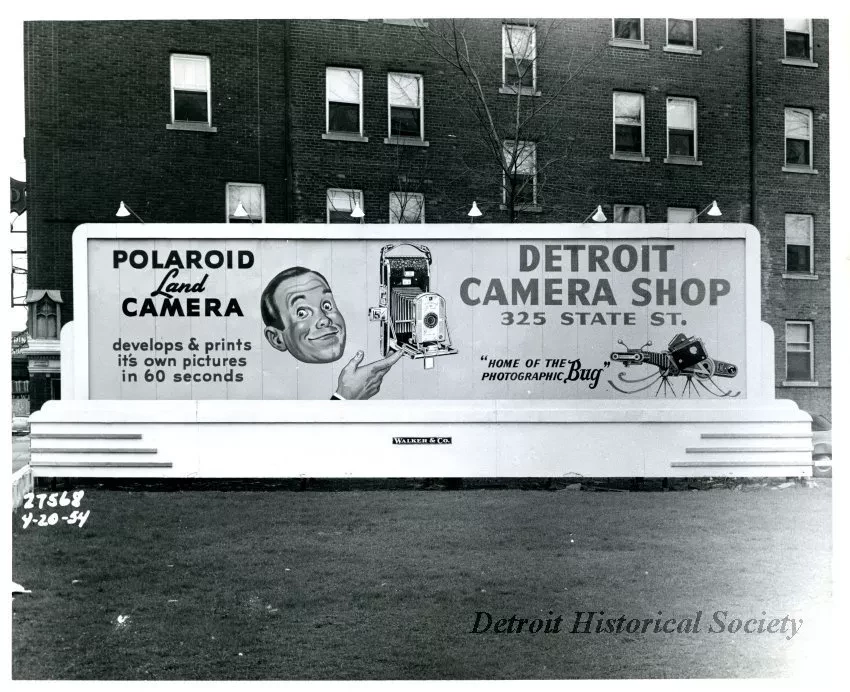 POLAROID
Land
CAMERA
develops & prints
it's own pictures
in 60 seconds
DETROIT
CAMERA SHOP
325 STATE ST.
"HOME OF THE
PHOTOGRAPHIC Bug"
WALKER & CO.
27568
4-20-54
Detroit Historical Society